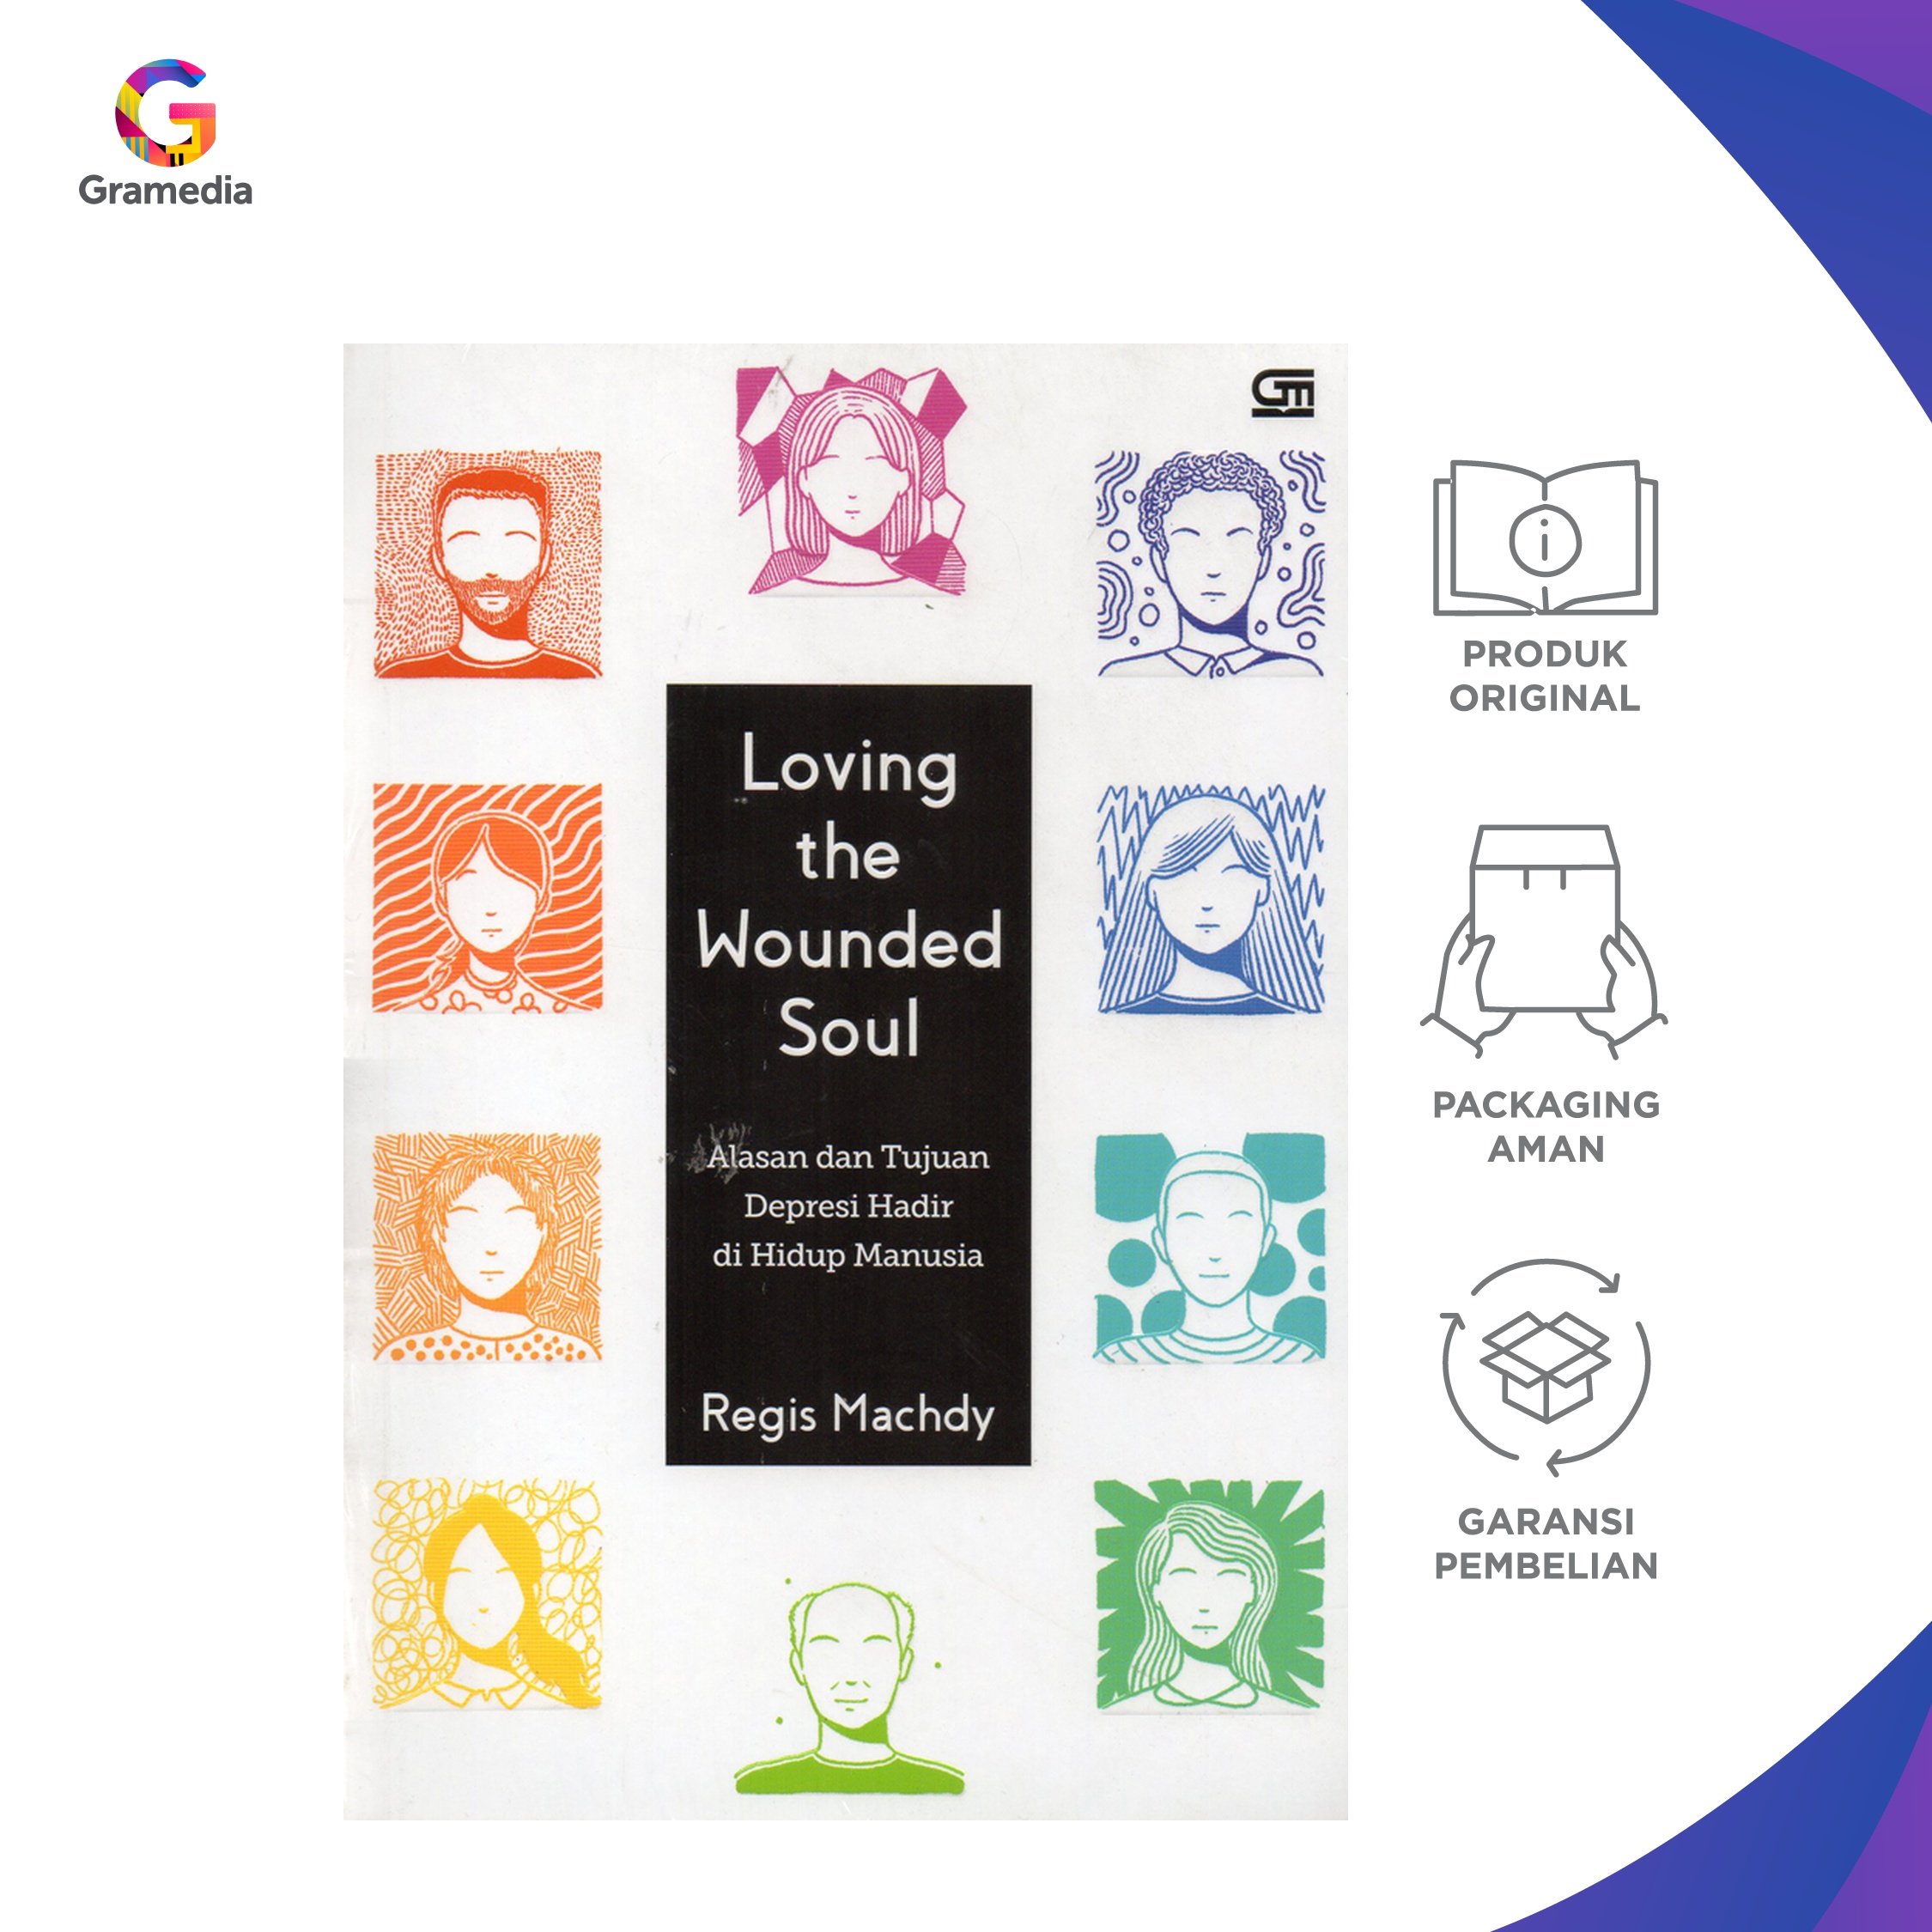 Gramedia
GM
Loving
the
Wounded
Soul
Alasan dan Tujuan
Depresi Hadir
di Hidup Manusia
Regis Machdy
PRODUK
ORIGINAL
PACKAGING
AMAN
GARANSI
PEMBELIAN